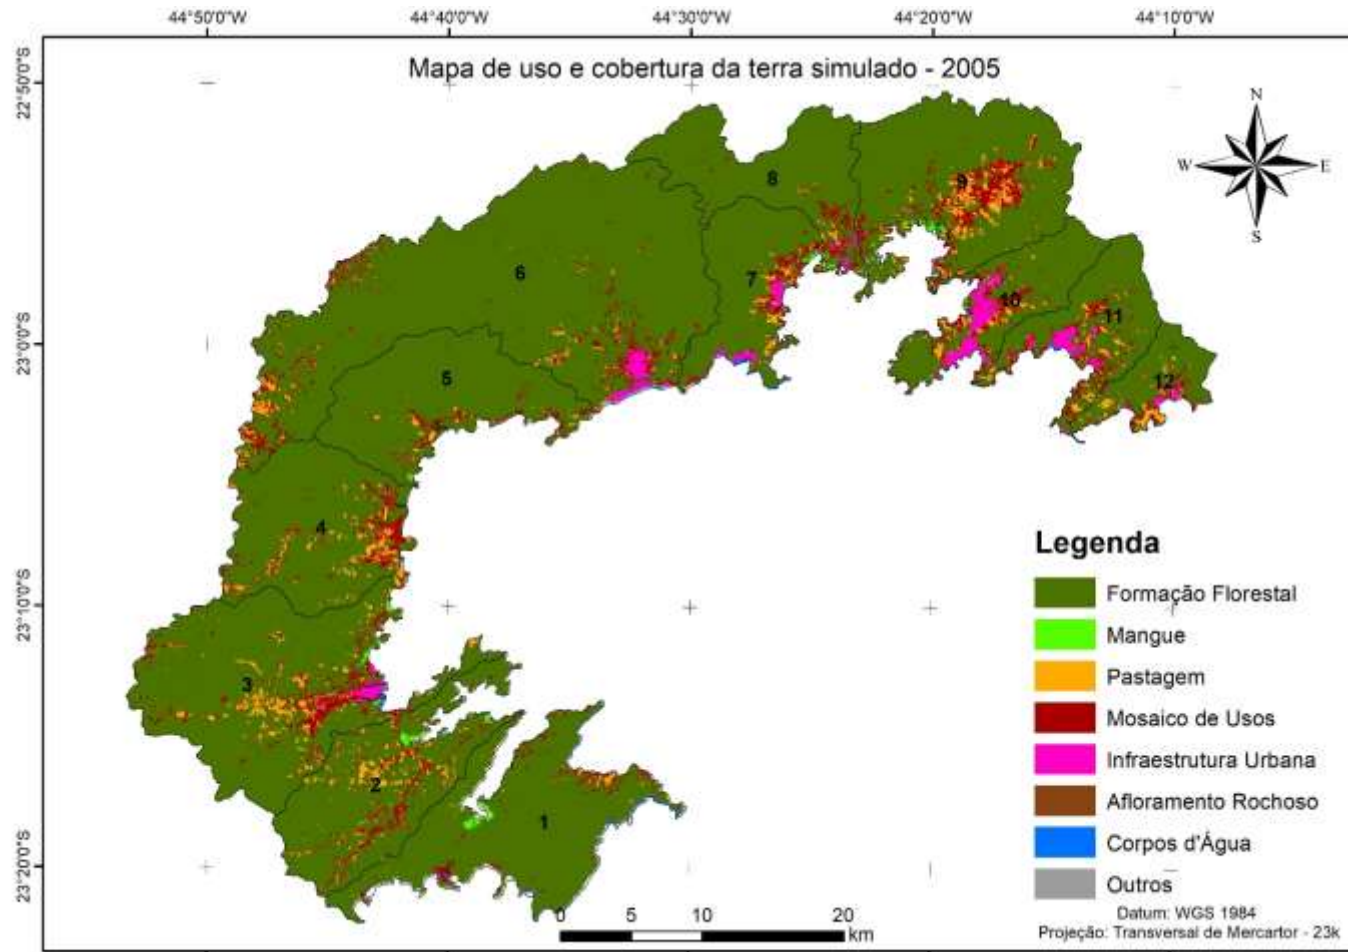 44°50'0"W 44°40'0"W 44°30'0"W 44°20'0"W 44°10'0"W
Mapa de uso e cobertura da terra simulado - 2005
22°50'0"S
N
W E
S
8
9
6
7
10
11
23°0'0"S
5
12
4
23°10'0"S
3
2
1
23°20'0"S
Legenda
Formação Florestal
Mangue
Pastagem
Mosaico de Usos
Infraestrutura Urbana
Afloramento Rochoso
Corpos d'Água
Outros
0 5 10 20
km
Datum: WGS 1984
Projeção: Transversal de Mercartor - 23k